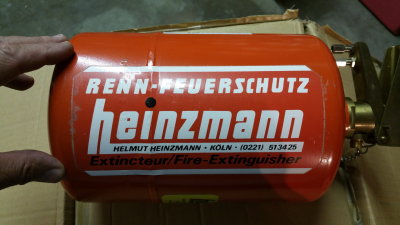 RENN-FEUERSCHUTZ
heinzmann
HELMUT HEINZMANN • KÖLN • (0221) 513425
Extincteur/Fire-Extinguisher